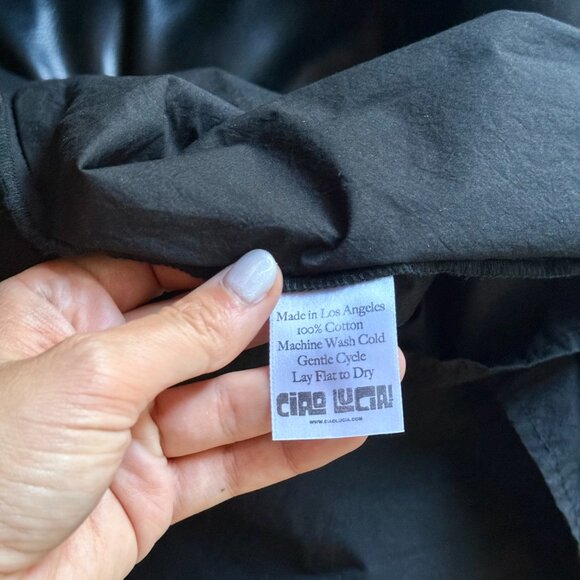 Made in Los Angeles
100% Cotton
Machine Wash Cold
Gentle Cycle
Lay Flat to Dry
CIAO LUCIA!
WWW.CIAOLUCIA.COM